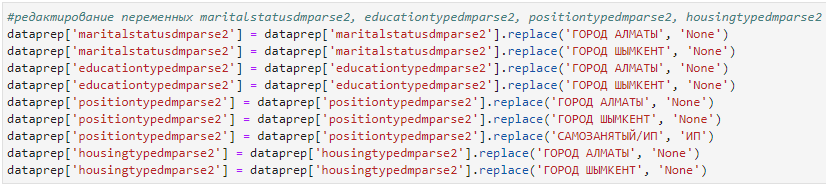 #редактирование переменных maritalstatusdmparse2, educationtypedmparse2, positiontypedmparse2, housingtypedmparse2
dataprep['maritalstatusdmparse2'] = dataprep['maritalstatusdmparse2'].replace('ГОРОД АЛМАТЫ', 'None')
dataprep['maritalstatusdmparse2'] = dataprep['maritalstatusdmparse2'].replace('ГОРОД ШЫМКЕНТ', 'None')
dataprep['educationtypedmparse2'] = dataprep['educationtypedmparse2'].replace('ГОРОД АЛМАТЫ', 'None')
dataprep['educationtypedmparse2'] = dataprep['educationtypedmparse2'].replace('ГОРОД ШЫМКЕНТ', 'None')
dataprep['positiontypedmparse2'] = dataprep['positiontypedmparse2'].replace('ГОРОД АЛМАТЫ', 'None')
dataprep['positiontypedmparse2'] = dataprep['positiontypedmparse2'].replace('ГОРОД ШЫМКЕНТ', 'None')
dataprep['positiontypedmparse2'] = dataprep['positiontypedmparse2'].replace('САМОЗАНЯТЫЙ/ИП', 'ИП')
dataprep['housingtypedmparse2'] = dataprep['housingtypedmparse2'].replace('ГОРОД АЛМАТЫ', 'None')
dataprep['housingtypedmparse2'] = dataprep['housingtypedmparse2'].replace('ГОРОД ШЫМКЕНТ', 'None')